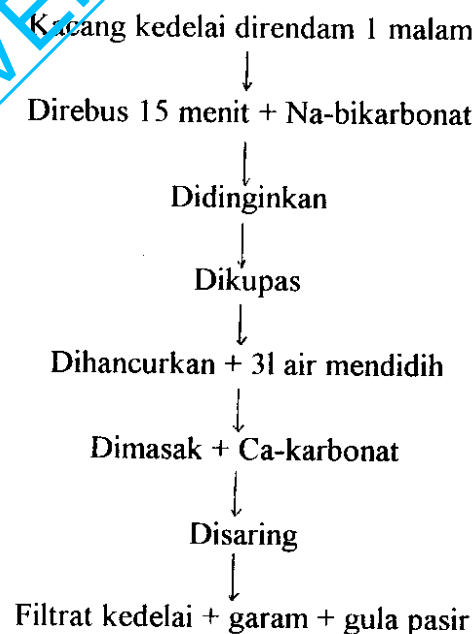 Kacang kedelai direndam 1 malam
Direbus 15 menit + Na-bikarbonat
Didinginkan
Dikupas
Dihancurkan + 3l air mendidih
Dimasak + Ca-karbonat
Disaring
Filtrat kedelai + garam + gula pasir